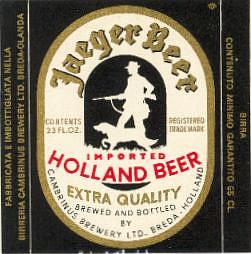 FABBRICATA E IMBOTTIGLIATA NELLA
BIRRERIA CAMBRINUS BREWERY LTD. BREDA-OLANDA
Jaeger Beer
CONTENTS
23 FL.OZ.
REGISTERED
TRADE MARK
IMPORTED
HOLLAND BEER
EXTRA QUALITY
BREWED AND BOTTLED
BY
CAMBRINUS BREWERY LTD. BREDA, HOLLAND
BIRRA
CONTENUTO MINIMO GARANTITO 65 CL.